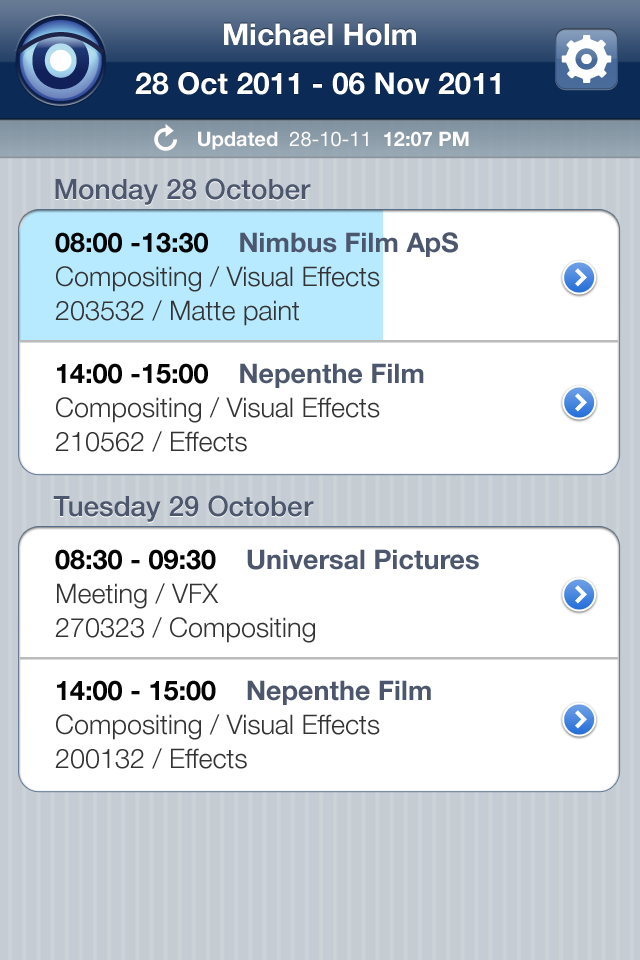 Michael Holm
28 Oct 2011 - 06 Nov 2011
Updated 28-10-11 12:07 PM
Monday 28 October
08:00 -13:30 Nimbus Film ApS
Compositing / Visual Effects
203532 / Matte paint
14:00 -15:00 Nepenthe Film
Compositing / Visual Effects
210562 / Effects
Tuesday 29 October
08:30 - 09:30 Universal Pictures
Meeting / VFX
270323 / Compositing
14:00 - 15:00 Nepenthe Film
Compositing / Visual Effects
200132 / Effects